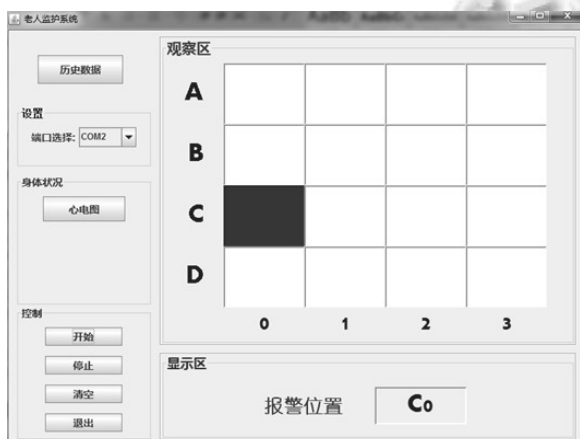 老人监护系统
历史数据
设置
端口选择: COM2
身体状况
心电图
控制
开始
停止
清空
退出
观察区
A
B
C
D
0 1 2 3
显示区
报警位置 C0